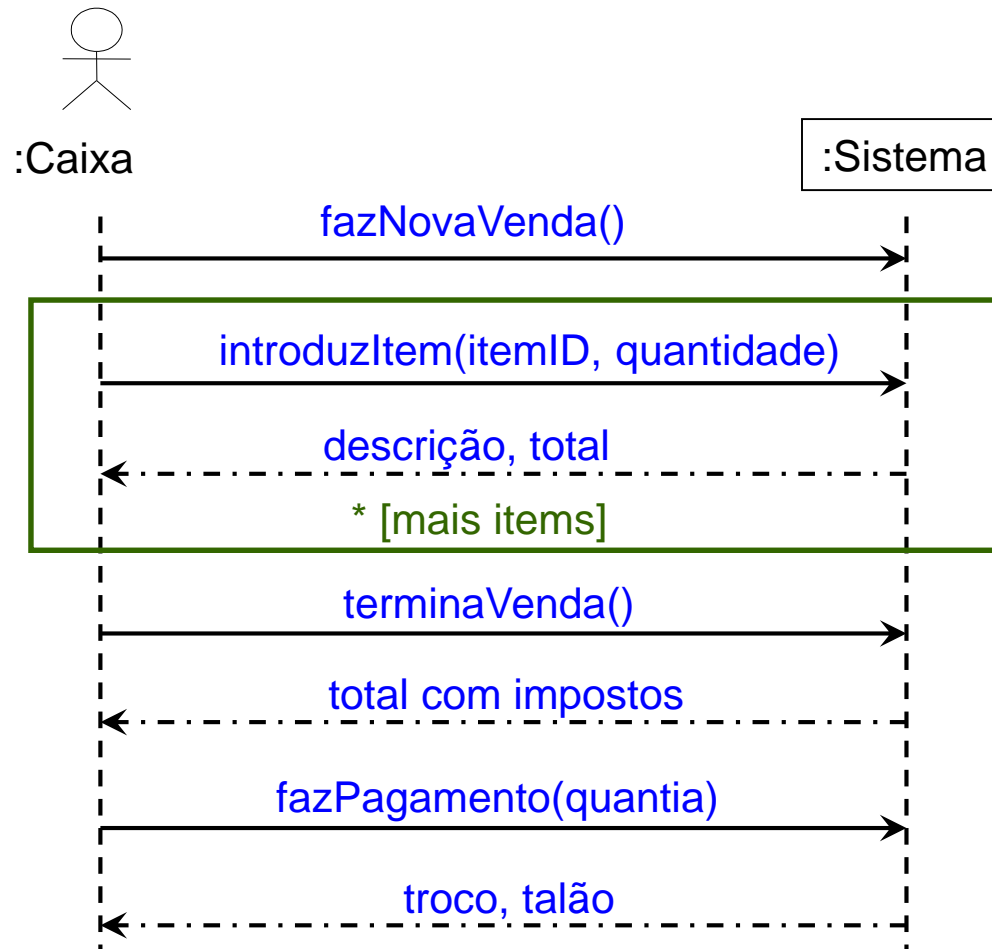 :Caixa
:Sistema
fazNovaVenda()
introduzItem(itemID, quantidade)
descrição, total
* [mais items]
terminaVenda()
total com impostos
fazPagamento(quantia)
troco, talão